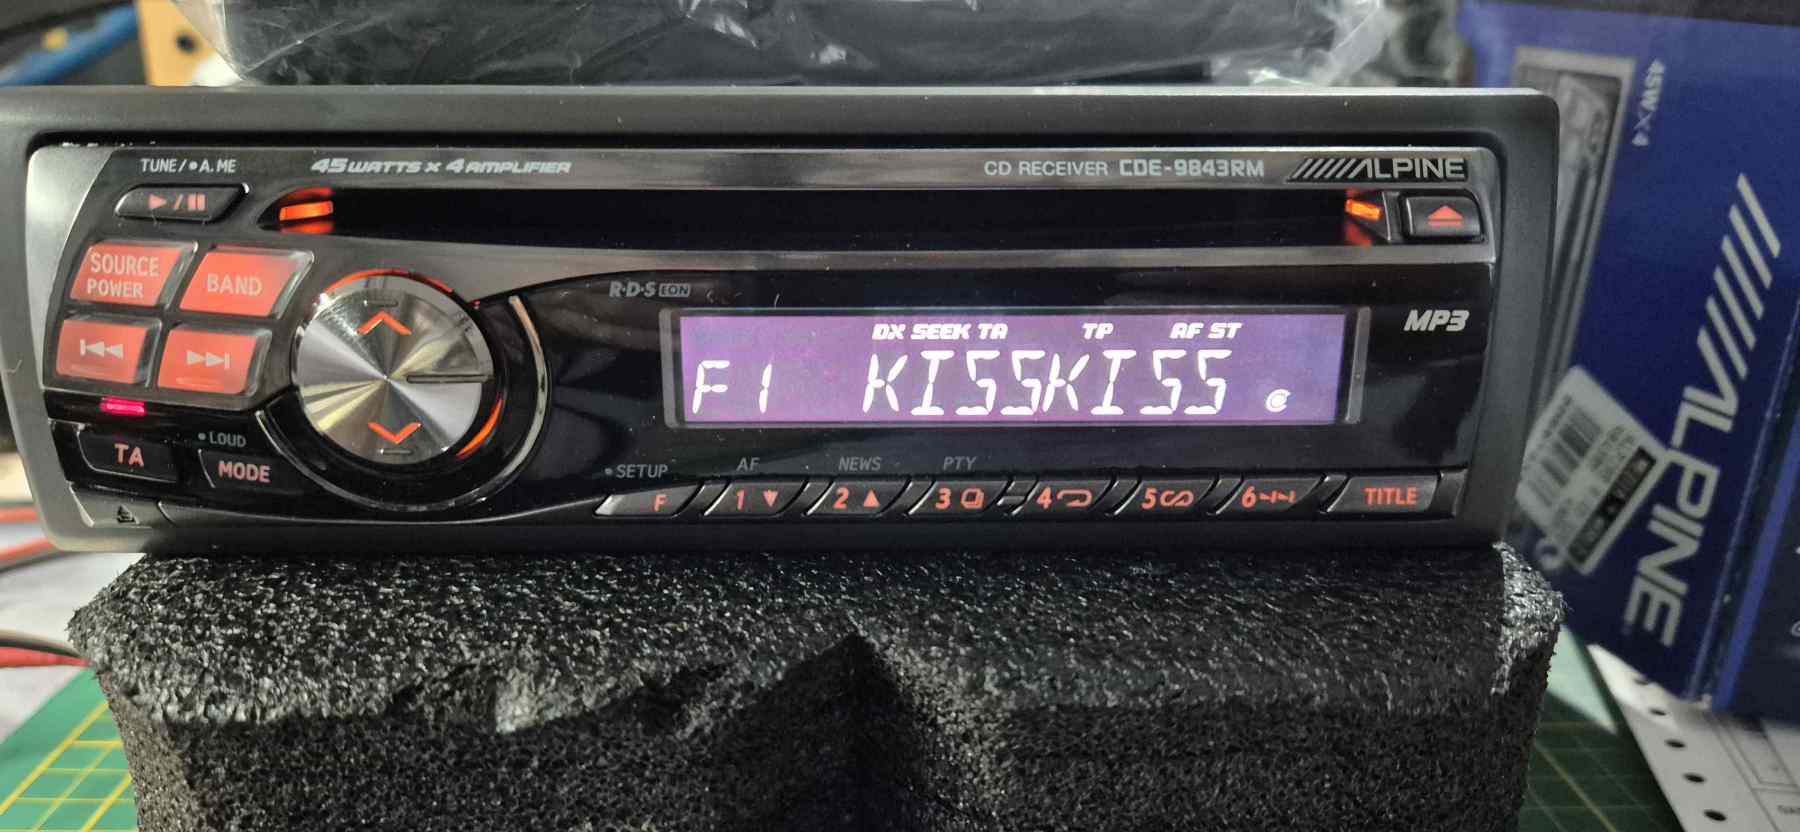 TUNE/•A.ME
45WATTS x 4 AMPLIFIER
CD RECEIVER CDE-9843RM ALPINE
SOURCE
POWER
BAND
R·D·S EON
MP3
DX SEEK TA TP AF ST
F1 KISSKISS C
TA
•LOUD
MODE
•SETUP AF NEWS PTY
F 1 2 3 4 5 6 TITLE
45W X 4
ALPINE